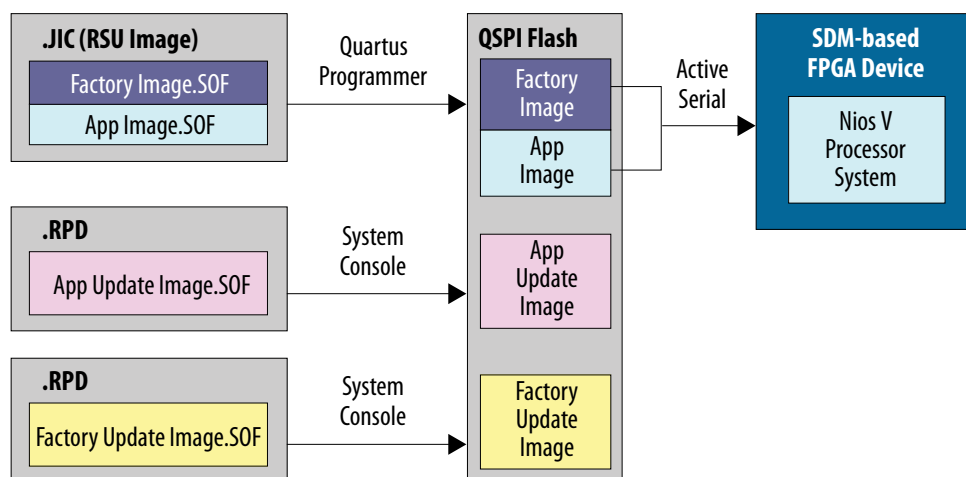 .JIC (RSU Image)
Factory Image.SOF
App Image.SOF
Quartus
Programmer
QSPI Flash
Factory
Image
App
Image
Active
Serial
SDM-based
FPGA Device
Nios V
Processor
System
.RPD
App Update Image.SOF
System
Console
App
Update
Image
.RPD
Factory Update Image.SOF
System
Console
Factory
Update
Image